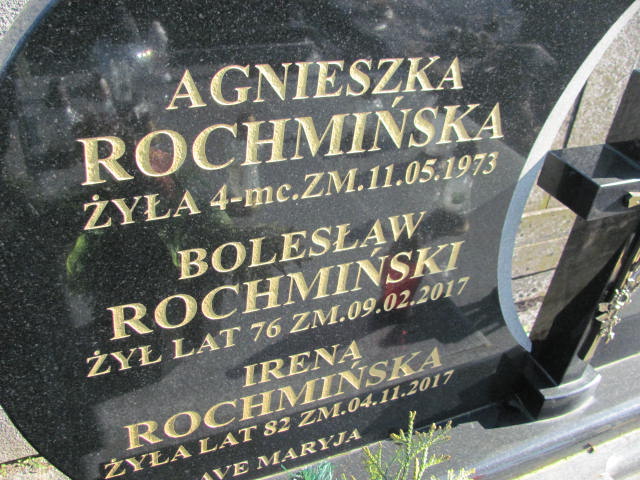 AGNIESZKA
ROCHMIŃSKA
ŻYŁA 4-mc.ZM.11.05.1973
BOLESŁAW
ROCHMIŃSKI
ŻYŁ LAT 76 ZM.09.02.2017
IRENA
ROCHMIŃSKA
ŻYŁA LAT 82 ZM.04.11.2017
AVE MARYJA